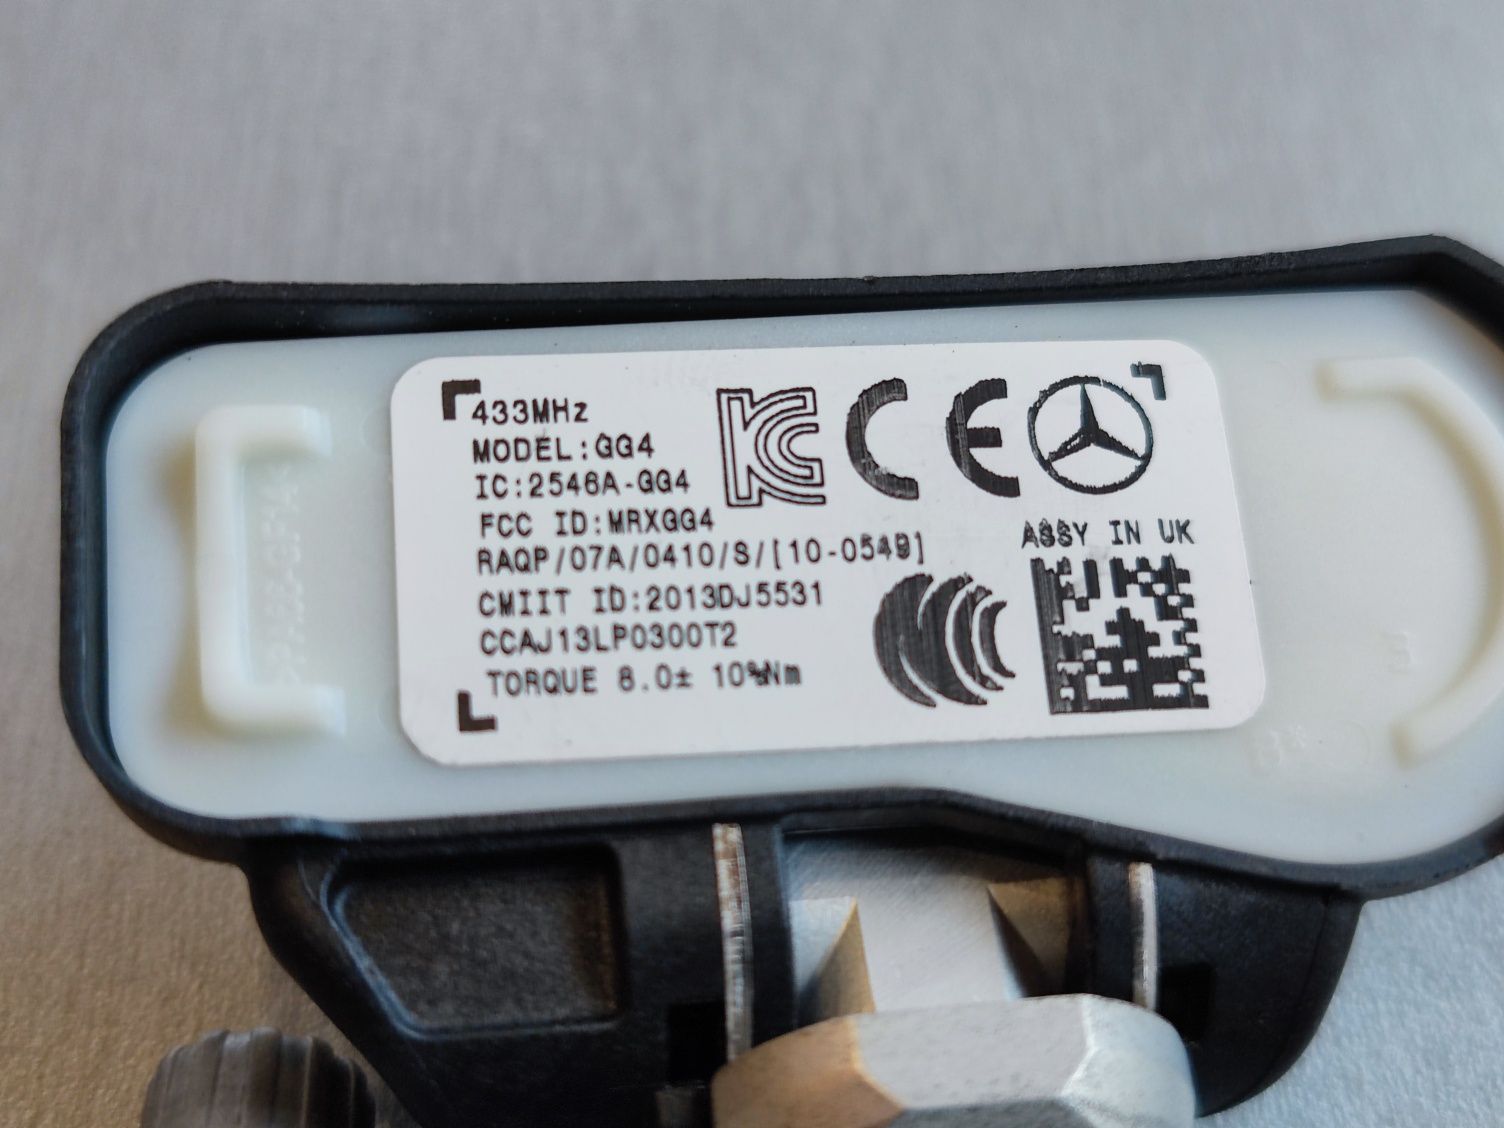 433MHz
MODEL:GG4
IC:2546A-GG4
FCC ID:MRXGG4
RAQP/07A/0410/S/[10-0549]
CMIIT ID:2013DJ5531
CCAJ13LP0300T2
TORQUE 8.0± 10%Nm
CE
ASSY IN UK